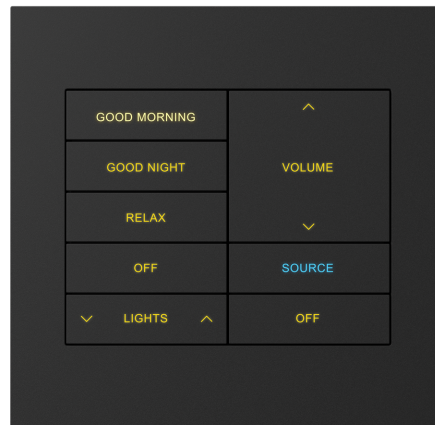 GOOD MORNING
GOOD NIGHT
RELAX
OFF
LIGHTS
VOLUME
SOURCE
OFF